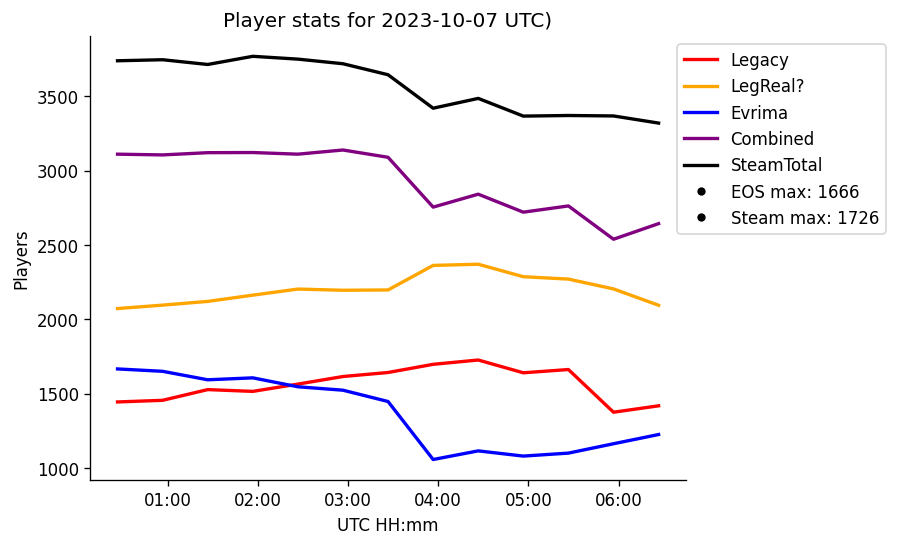 Player stats for 2023-10-07 UTC)
Legacy
LegReal?
Evrima
Combined
SteamTotal
EOS max: 1666
Steam max: 1726
Players
3500
3000
2500
2000
1500
1000
01:00 02:00 03:00 04:00 05:00 06:00
UTC HH:mm